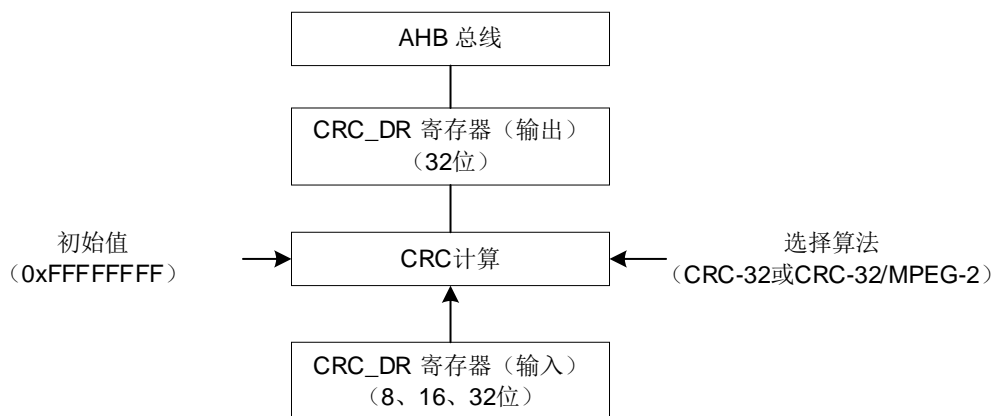 AHB 总线
CRC_DR 寄存器（输出）
（32位）
初始值
（0xFFFFFFFF）
CRC计算
选择算法
（CRC-32或CRC-32/MPEG-2）
CRC_DR 寄存器（输入）
（8、16、32位）